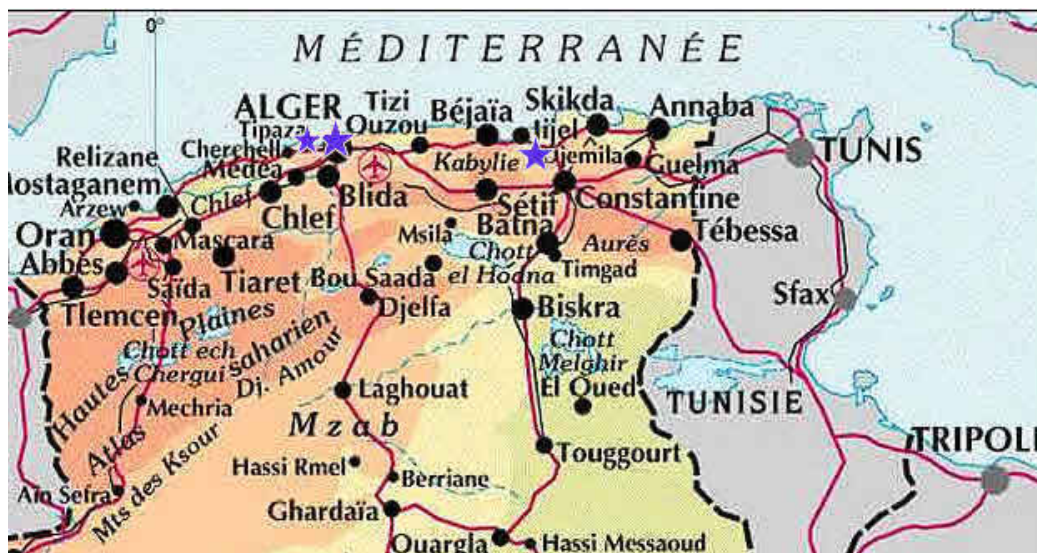 0°
MÉDITERRANÉE
ALGER
Tizi
Ouzou
Béjaïa
Skikda
Annaba
Tipaza
Cherchell
Jijel
Djemila
Kabylie
Guelma
TUNIS
Relizane
Médéa
Mostaganem
Arzew
Chlef
Chlef
Blida
Sétif
Constantine
Oran
Mascara
Msila
Batna
Aurès
Tébessa
Abbès
Chott
el Hodna
Timgad
Saïda
Tiaret
Bou Saada
Sfax
Tlemcen
Djelfa
Biskra
Hautes Plaines
Chott ech
Chergui
Atlas saharien
Dj. Amour
Chott
Melghir
El Oued
Laghouat
TUNISIE
Mechria
Mzab
Mts des Ksour
Hassi Rmel
Touggourt
TRIPOLI
Aïn Sefra
Berriane
Ghardaïa
Ouargla
Hassi Messaoud